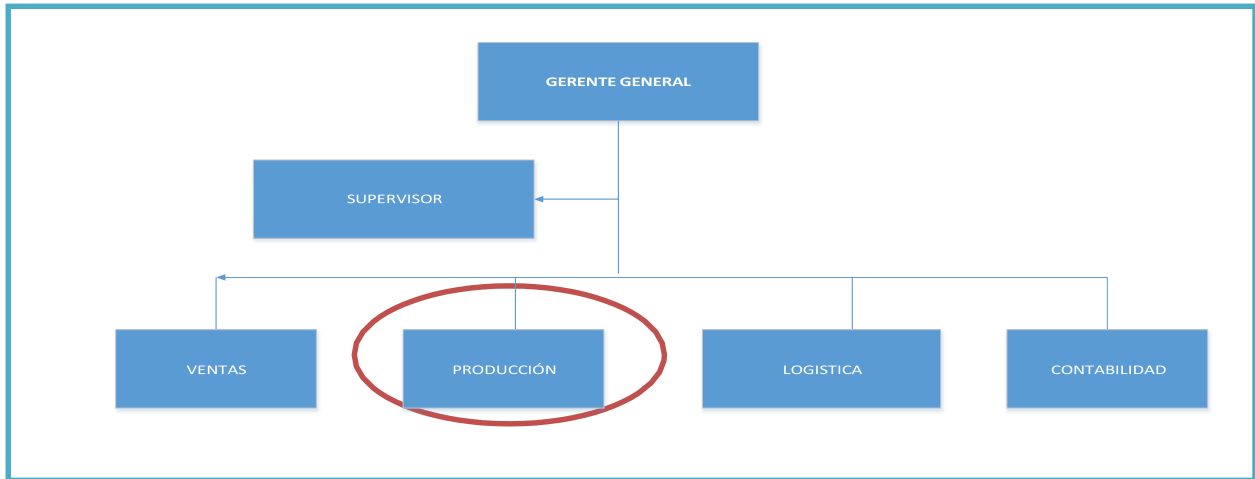 GERENTE GENERAL
SUPERVISOR
VENTAS
PRODUCCIÓN
LOGISTICA
CONTABILIDAD